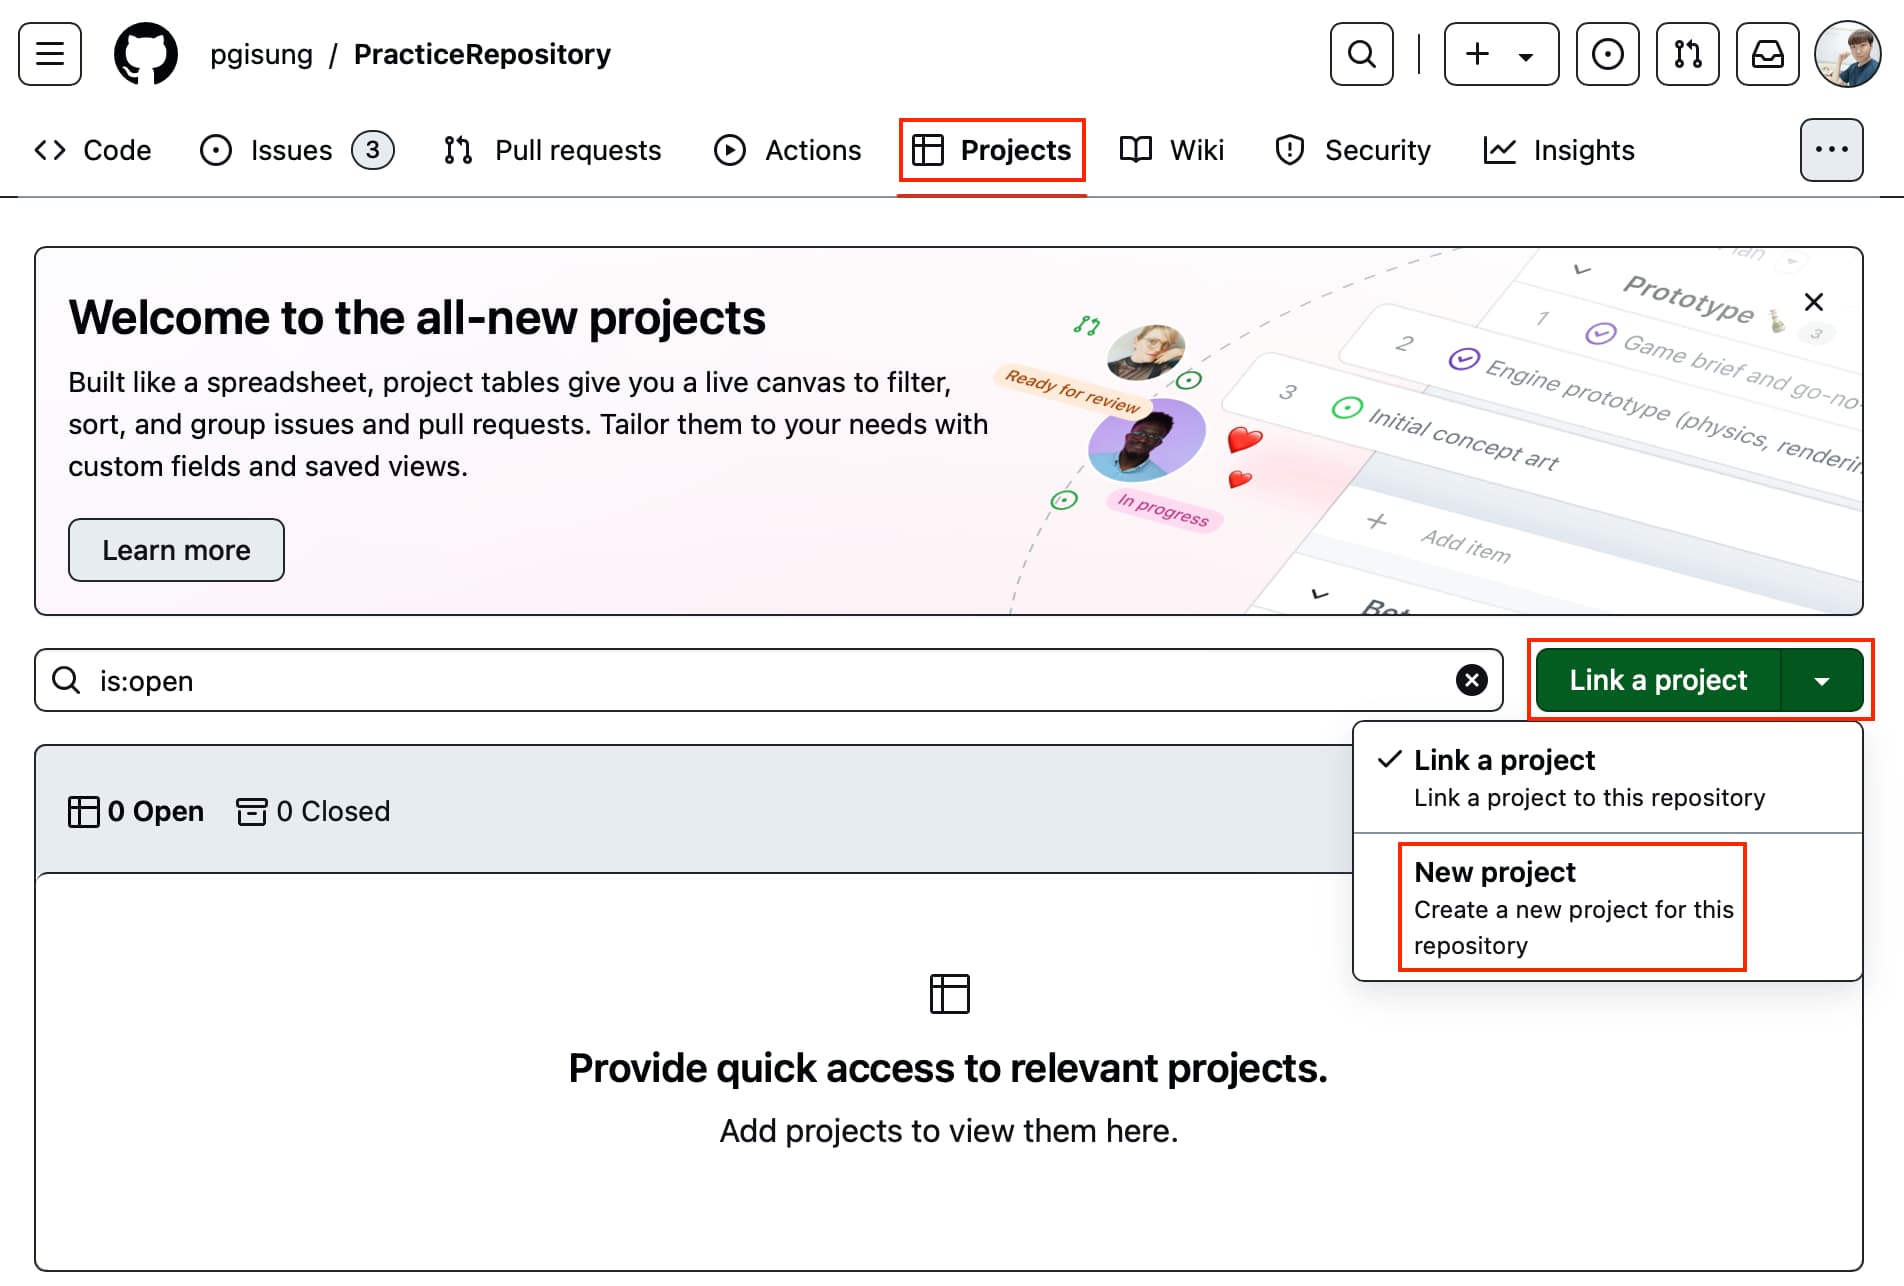 pgisung / PracticeRepository
Code Issues 3 Pull requests Actions Projects Wiki Security Insights
Welcome to the all-new projects
Built like a spreadsheet, project tables give you a live canvas to filter,
sort, and group issues and pull requests. Tailor them to your needs with
custom fields and saved views.
Learn more
Ready for review
In progress
Prototype 3
1 Game brief and go-no-
2 Engine prototype (physics,
3 Initial concept art
Add item
is:open
Link a project
Link a project
Link a project to this repository
New project
Create a new project for this
repository
0 Open 0 Closed
Provide quick access to relevant projects.
Add projects to view them here.